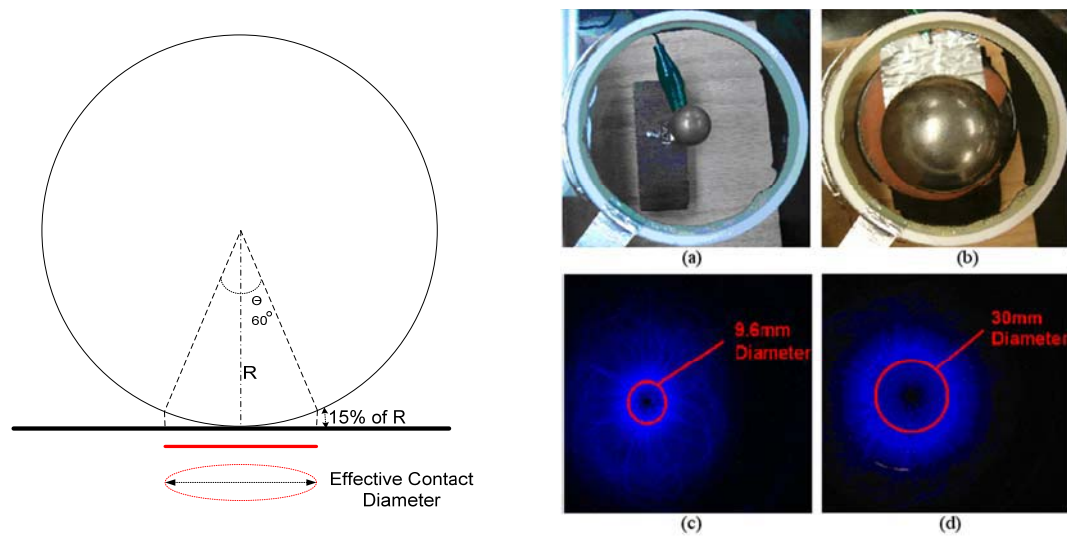 ϴ
60°
R
15% of R
Effective Contact
Diameter
(a)
(b)
9.6mm
Diameter
30mm
Diameter
(c)
(d)